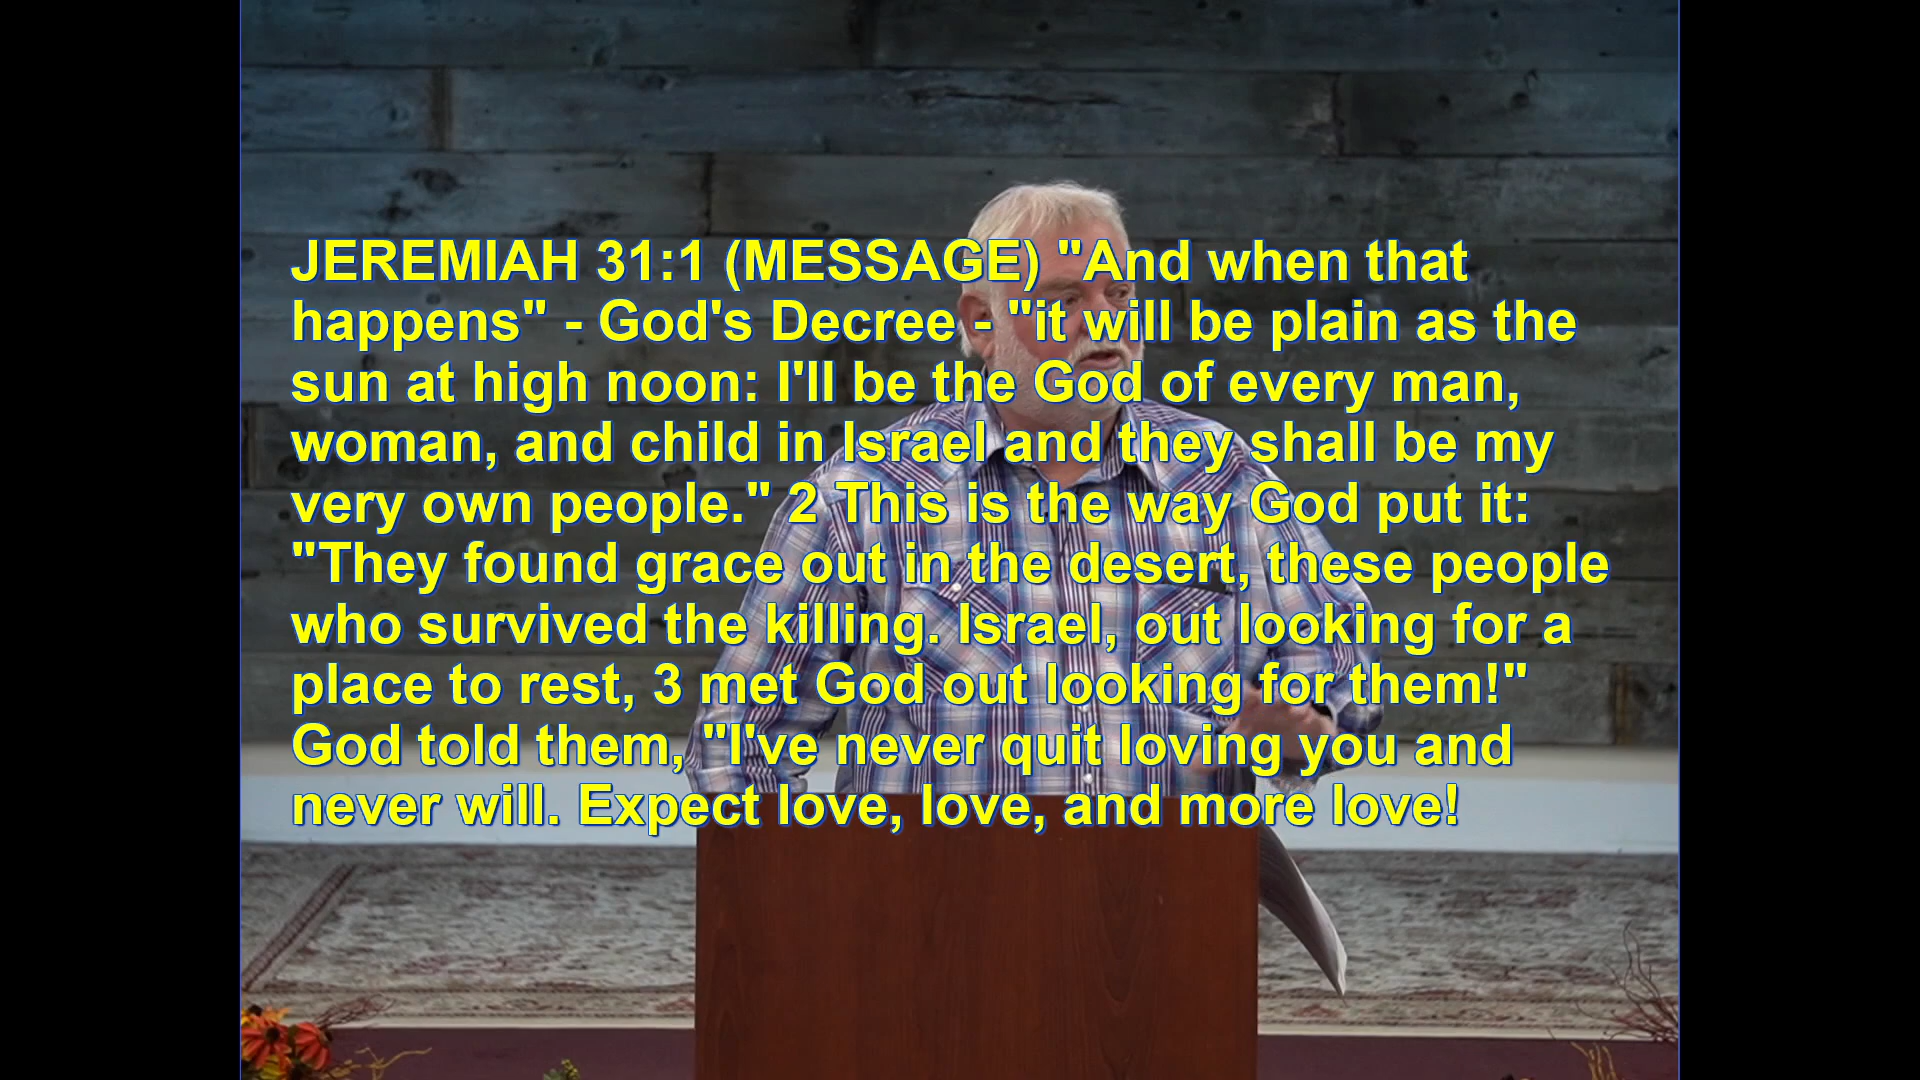 JEREMIAH 31:1 (MESSAGE) "And when that
happens" - God's Decree - "it will be plain as the
sun at high noon: I'll be the God of every man,
woman, and child in Israel and they shall be my
very own people." 2 This is the way God put it:
"They found grace out in the desert, these people
who survived the killing. Israel, out looking for a
place to rest, 3 met God out looking for them!"
God told them, "I've never quit loving you and
never will. Expect love, love, and more love!